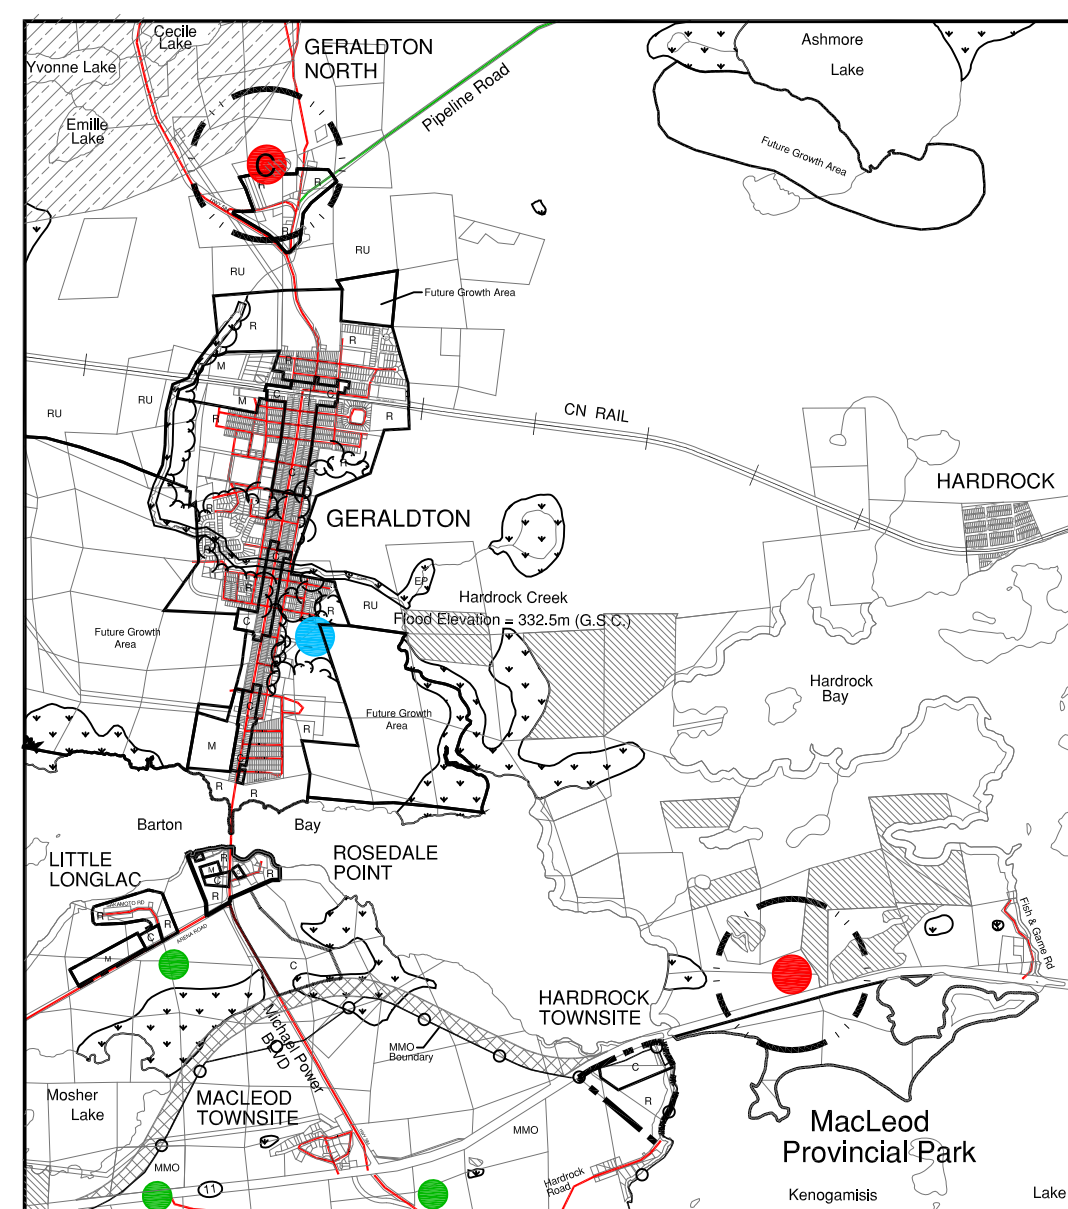 Cecile
Lake
GERALDTON
NORTH
Ashmore
Lake
Yvonne Lake
Pipeline Road
Emille
Lake
Future Growth Area
C
R
R
R
RU
RU
Future Growth Area
R
R
M
M
C
C
RU
RU
R
R
CN RAIL
R
C
HARDROCK
R
GERALDTON
R
EP
R
RU
R
C
Hardrock Creek
Flood Elevation = 332.5m (G.S.C.)
Future Growth
Area
Hardrock
Bay
Future Growth
Area
C
R
M
R
R
Barton
Bay
LITTLE
LONGLAC
ROSEDALE
POINT
R
M
C
R
R
R
R
C
M
ARENA ROAD
C
Fish & Game Rd
HARDROCK
TOWNSITE
Michael Power
BLVD
MMO
Boundary
Mosher
Lake
MACLEOD
TOWNSITE
C
R
MMO
MMO
MacLeod
Provincial Park
Hardrock
Road
11
Kenogamisis
Lake